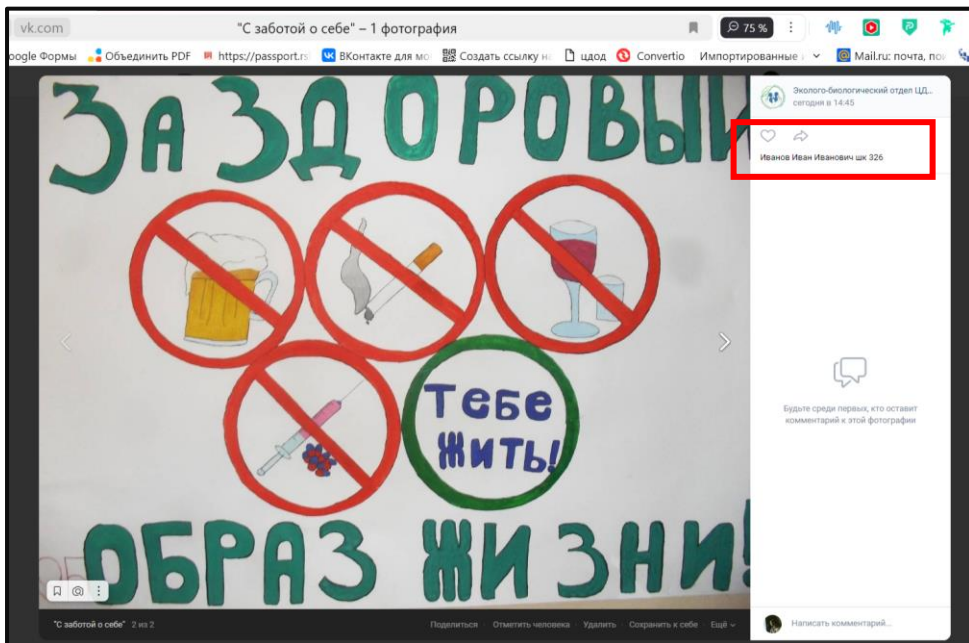 vk.com
"С заботой о себе" – 1 фотография
75 %
oogle Формы
Объединить PDF
https://passport.rs
ВКонтакте для мо
Создать ссылку н
цдод
Convertio
Импортированные
Mail.ru: почта, пои
ЗА ЗДОРОВЫЙ
ТЕБЕ
ЖИТЬ!
ОБРАЗ ЖИЗНИ!
Эколого-биологический отдел ЦД...
сегодня в 14:45
Иванов Иван Иванович шк 326
Будьте среди первых, кто оставит
комментарий к этой фотографии
"С заботой о себе" 2 из 2
Поделиться Отметить человека Удалить Сохранить к себе Ещё
Написать комментарий...